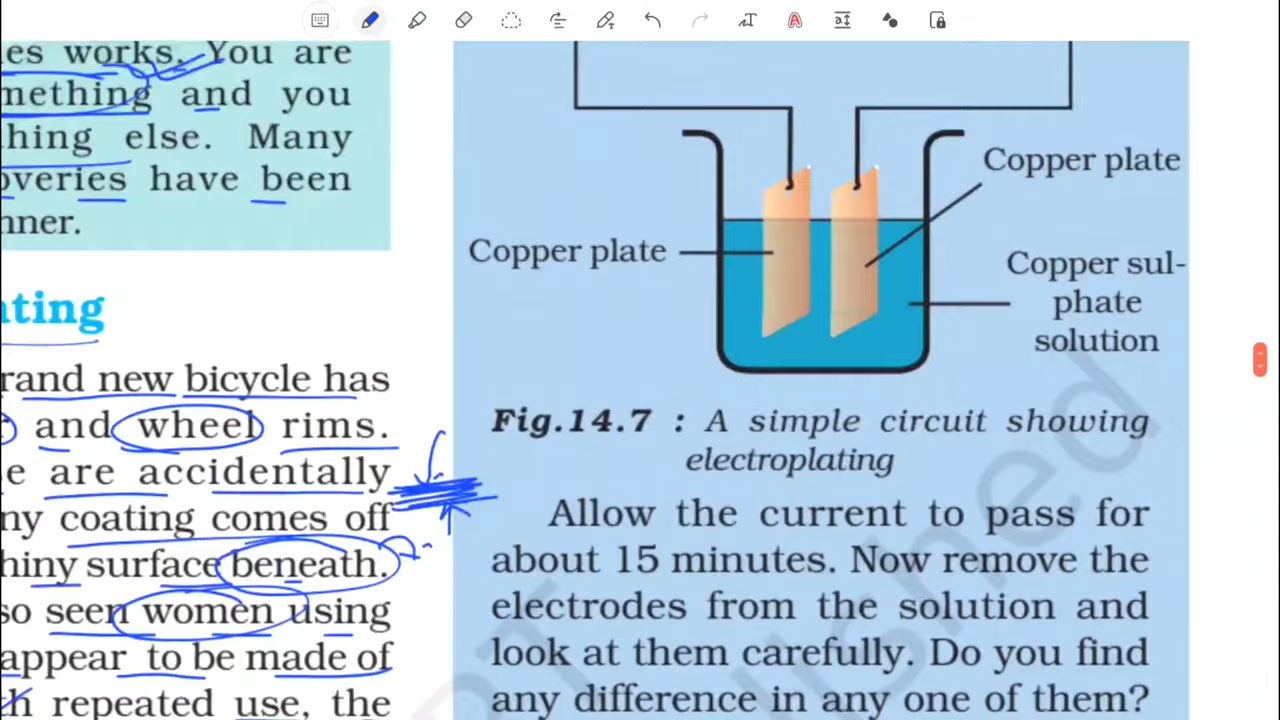 es works. You are
mething and you
hing else. Many
overies have been
nner.
ating
rand new bicycle has
and wheel rims.
e are accidentally
ny coating comes off
hiny surface beneath.
so seen women using
appear to be made of
h repeated use, the
Copper plate
Copper plate
Copper sul-
phate
solution
Fig.14.7 : A simple circuit showing
electroplating
Allow the current to pass for
about 15 minutes. Now remove the
electrodes from the solution and
look at them carefully. Do you find
any difference in any one of them?